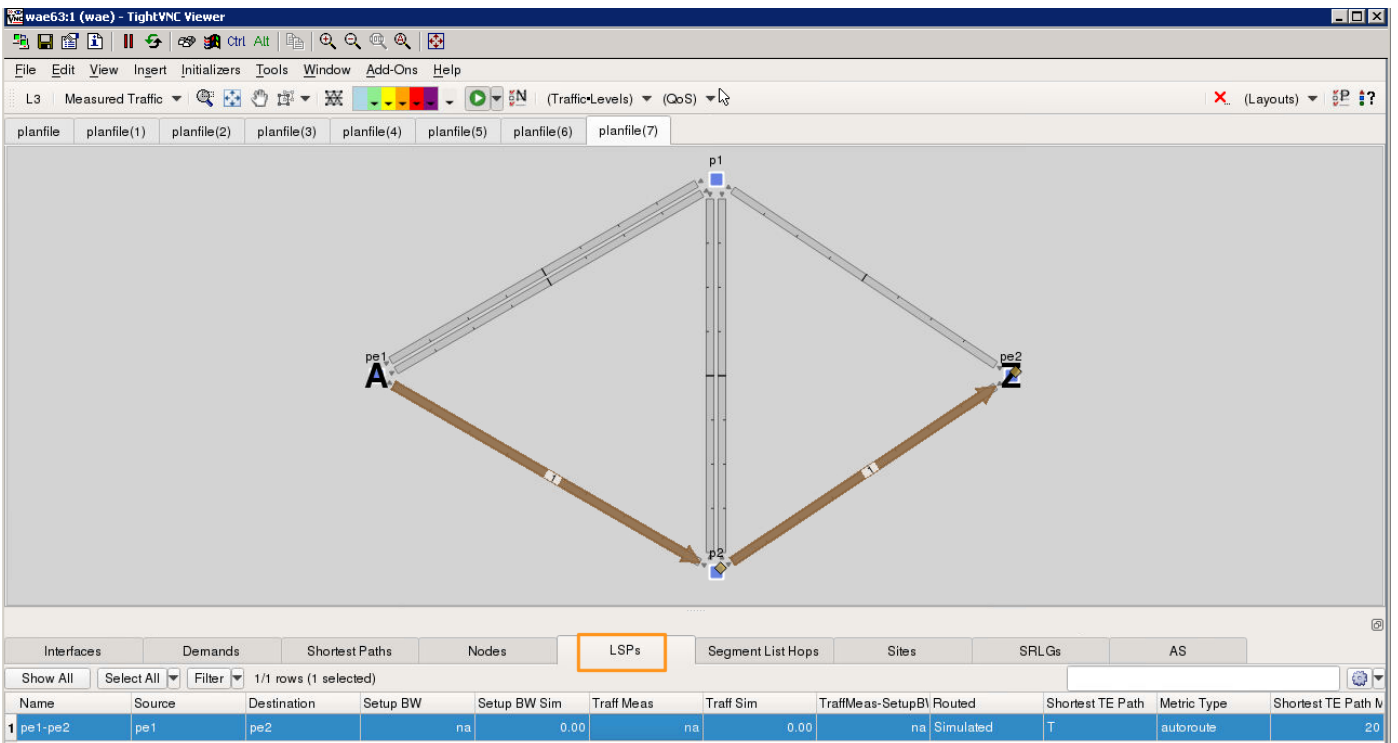 wae63:1 (wae) - TightVNC Viewer
Ctrl Alt
File Edit View Insert Initializers Tools Window Add-Ons Help
L3 Measured Traffic (Traffic•Levels) (QoS) (Layouts)
planfile planfile(1) planfile(2) planfile(3) planfile(4) planfile(5) planfile(6) planfile(7)
p1
pe1
A
pe2
Z
1
1
p2
Interfaces Demands Shortest Paths Nodes LSPs Segment List Hops Sites SRLGs AS
Show All Select All Filter 1/1 rows (1 selected)
Name Source Destination Setup BW Setup BW Sim Traff Meas Traff Sim TraffMeas-SetupBW Routed Shortest TE Path Metric Type Shortest TE Path M
1 pe1-pe2 pe1 pe2 na 0.00 na 0.00 na Simulated T autoroute 20